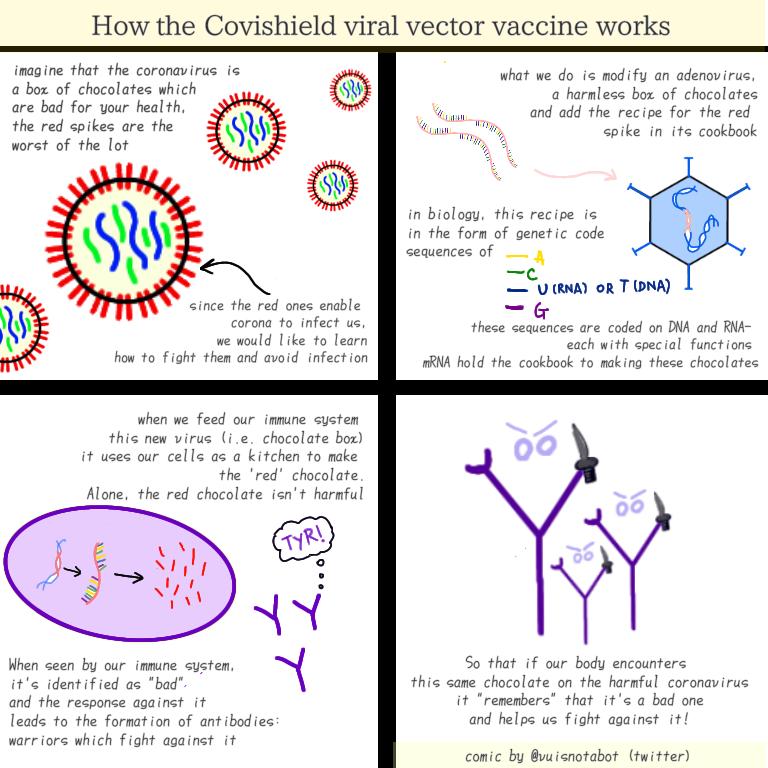 How the Covishield viral vector vaccine works
imagine that the coronavirus is
a box of chocolates which
are bad for your health,
the red spikes are the
worst of the lot
since the red ones enable
corona to infect us,
we would like to learn
how to fight them and avoid infection
what we do is modify an adenovirus,
a harmless box of chocolates
and add the recipe for the red
spike in its cookbook
in biology, this recipe is
in the form of genetic code
sequences of
A
C
U (RNA) OR T (DNA)
G
these sequences are coded on DNA and RNA-
each with special functions
mRNA hold the cookbook to making these chocolates
when we feed our immune system
this new virus (i.e. chocolate box)
it uses our cells as a kitchen to make
the 'red' chocolate.
Alone, the red chocolate isn't harmful
TYR!
When seen by our immune system,
it's identified as "bad"
and the response against it
leads to the formation of antibodies:
warriors which fight against it
So that if our body encounters
this same chocolate on the harmful coronavirus
it "remembers" that it's a bad one
and helps us fight against it!
comic by @vuisnotabot (twitter)